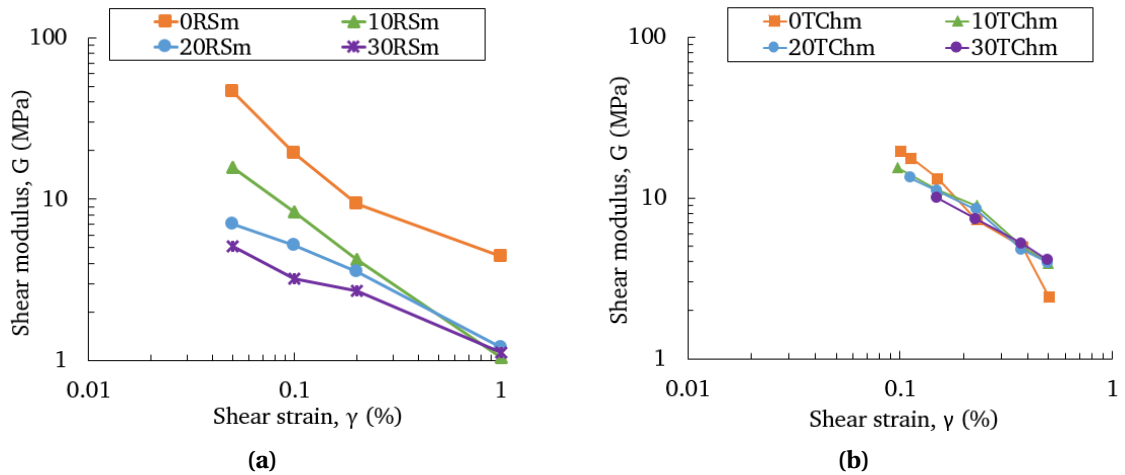 0RSm 10RSm
20RSm 30RSm
100
10
1
0.01 0.1 1
Shear modulus, G (MPa)
Shear strain, γ (%)
(a)
0TChm 10TChm
20TChm 30TChm
100
10
1
0.01 0.1 1
Shear modulus, G (MPa)
Shear strain, γ (%)
(b)